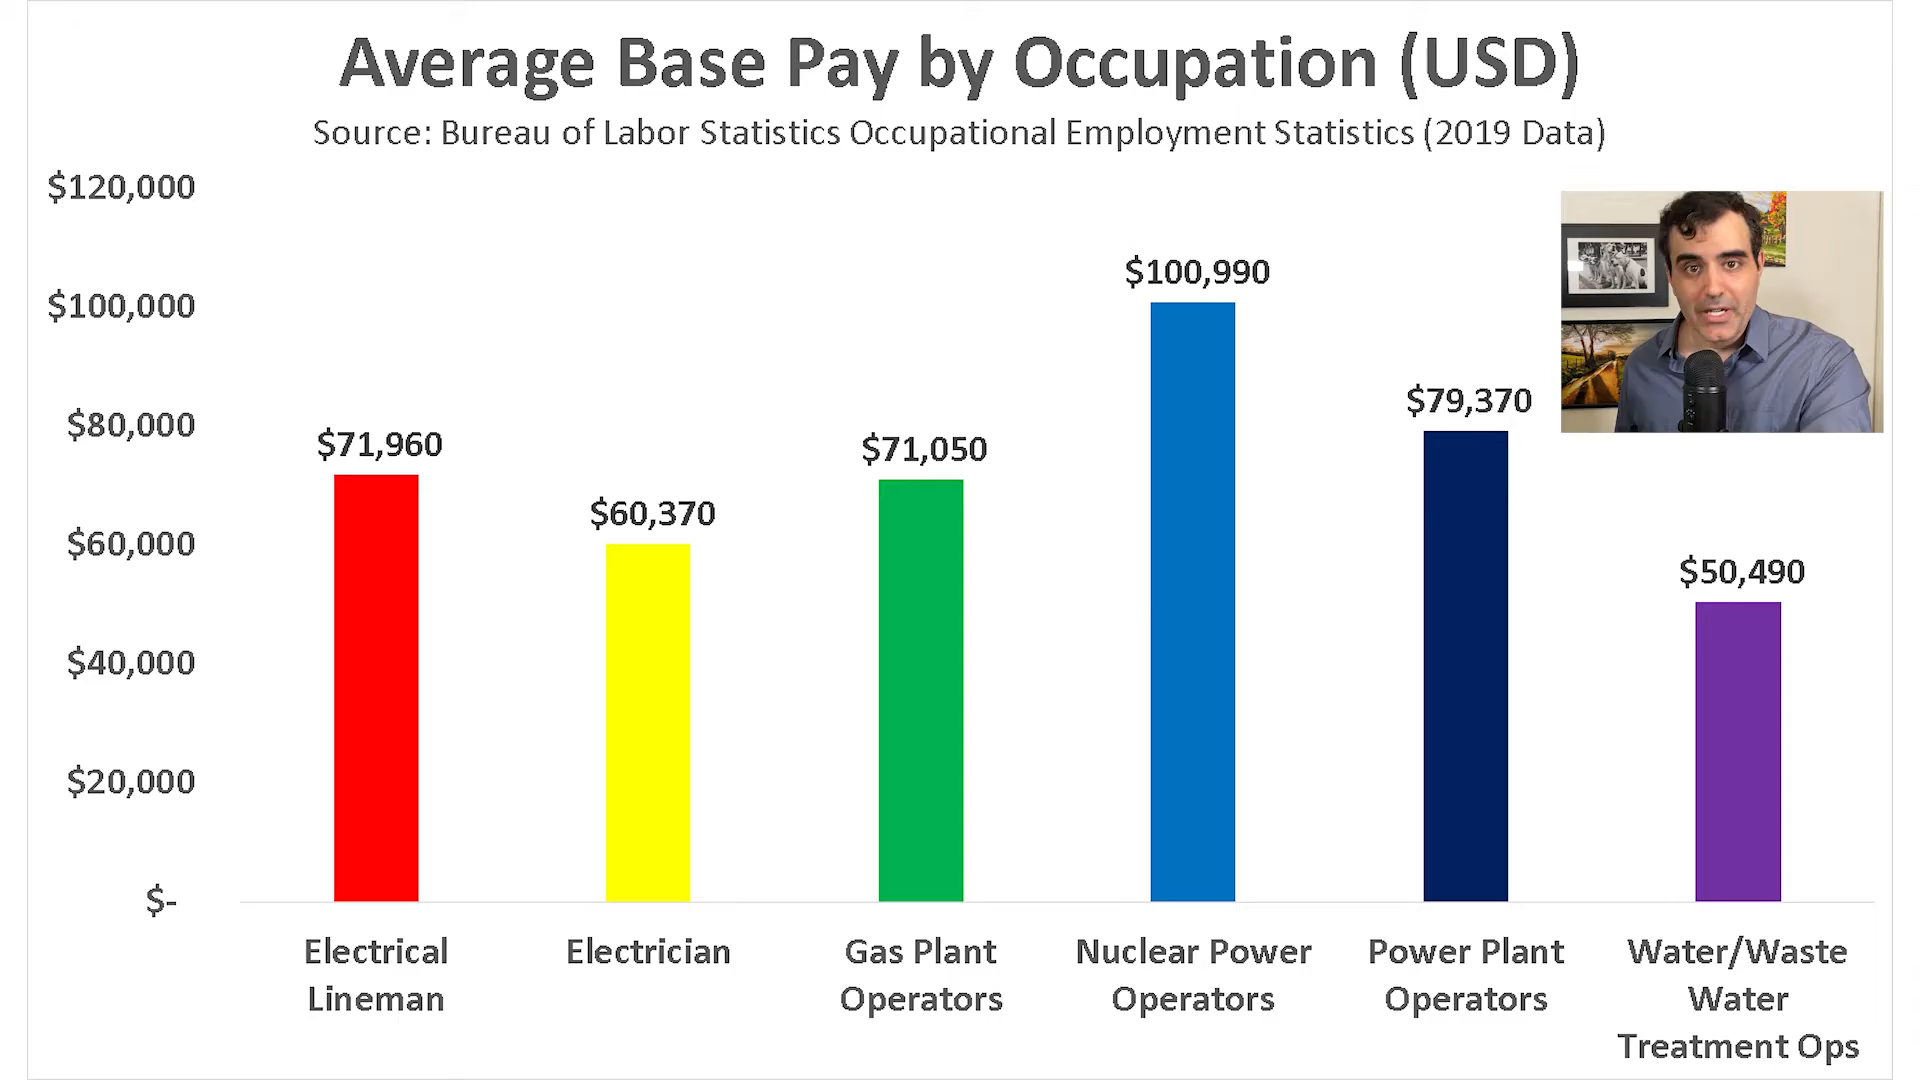 Average Base Pay by Occupation (USD)
Source: Bureau of Labor Statistics Occupational Employment Statistics (2019 Data)
$120,000
$100,000
$80,000
$60,000
$40,000
$20,000
$-
$71,960
$60,370
$71,050
$100,990
$79,370
$50,490
Electrical
Lineman
Electrician
Gas Plant
Operators
Nuclear Power
Operators
Power Plant
Operators
Water/Waste
Water
Treatment Ops